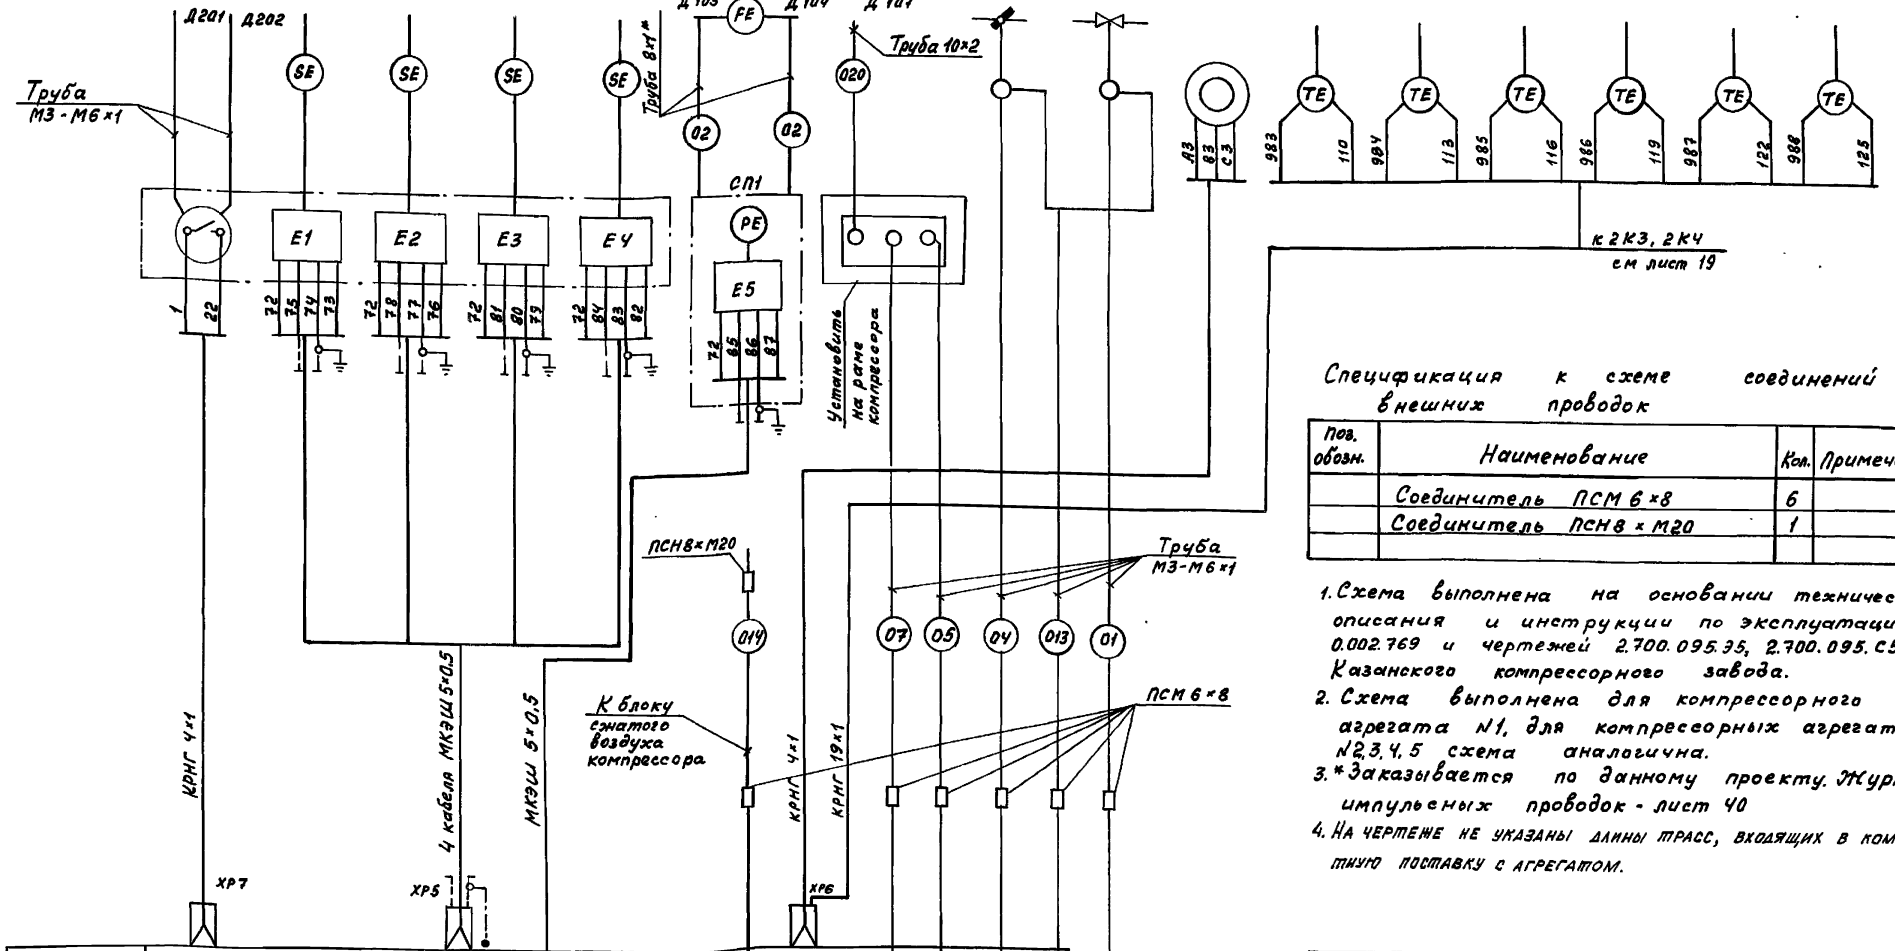 Д201 Д202
Д103
Д104
Д101
PE
SE
SE
SE
SE
Труба 8×1*
Труба 10×2
020
02
02
TE
TE
TE
TE
TE
TE
Труба
М3-М6×1
А3
В3
С3
983
110
984
113
985
116
986
119
987
122
988
125
СП1
PE
E1
E2
E3
E4
E5
к 2К3, 2К4
см лист 19
1
22
72
75
74
73
72
78
77
76
72
81
80
79
72
84
83
82
72
85
86
87
Установить
на раме
компрессора
Спецификация к схеме соединений
внешних проводок
Поз.
обозн.
Наименование
Кол.
Примеч
Соединитель ПСМ 6×8
6
Соединитель ПСН8×М20
1
ПСН8×М20
Труба
М3-М6×1
014
07
05
04
013
01
К блоку
сжатого
воздуха
компрессора
ПСМ 6×8
КРНГ 4×1
4 кабеля МКЭШ 5×0,5
МКЭШ 5×0,5
КРНГ 4×1
КРНГ 19×1
ХР7
ХР5
ХР6
1. Схема выполнена на основании техничес
описания и инструкции по эксплуатаци
0.002.769 и чертежей 2.700.095.95, 2.700.095.С5
Казанского компрессорного завода.
2. Схема выполнена для компрессорного
агрегата N1, для компрессорных агрегат
N2,3,4,5 схема аналогична.
3. *Заказывается по данному проекту. Жур
импульсных проводок - лист 40
4. НА ЧЕРТЕЖЕ НЕ УКАЗАНЫ ДЛИНЫ ТРАСС, ВХОДЯЩИХ В КОМ
ТНУЮ ПОСТАВКУ С АГРЕГАТОМ.